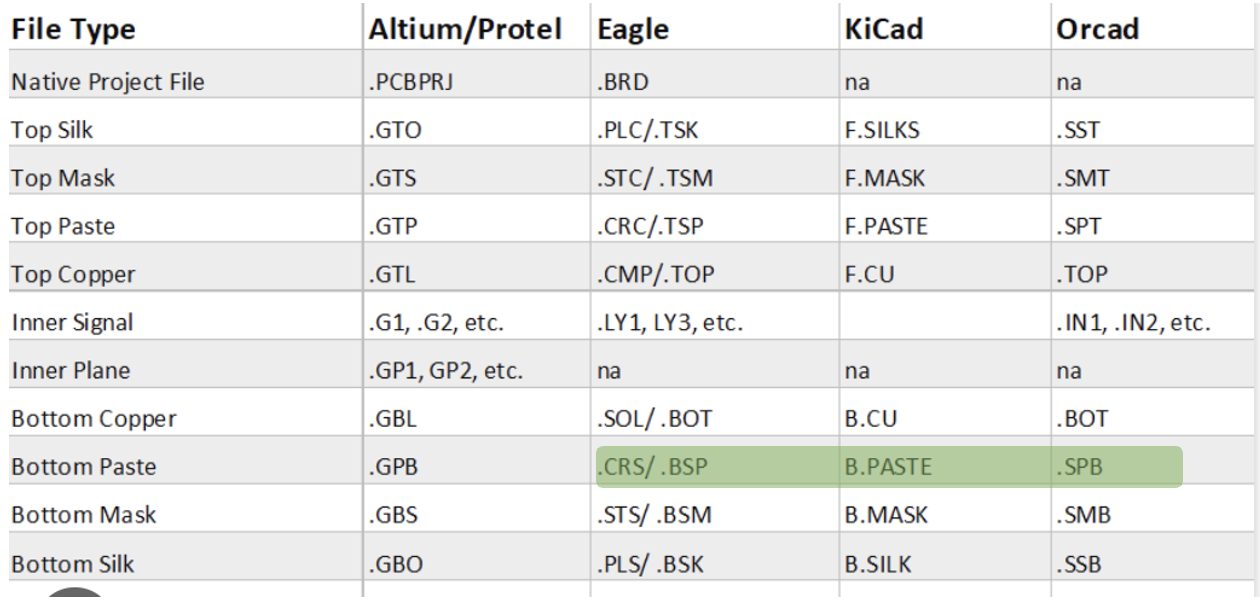 File Type Altium/Protel Eagle KiCad Orcad
Native Project File .PCBPRJ .BRD na na
Top Silk .GTO .PLC/.TSK F.SILKS .SST
Top Mask .GTS .STC/ .TSM F.MASK .SMT
Top Paste .GTP .CRC/.TSP F.PASTE .SPT
Top Copper .GTL .CMP/.TOP F.CU .TOP
Inner Signal .G1, .G2, etc. .LY1, LY3, etc. .IN1, .IN2, etc.
Inner Plane .GP1, GP2, etc. na na na
Bottom Copper .GBL .SOL/ .BOT B.CU .BOT
Bottom Paste .GPB .CRS/ .BSP B.PASTE .SPB
Bottom Mask .GBS .STS/ .BSM B.MASK .SMB
Bottom Silk .GBO .PLS/ .BSK B.SILK .SSB